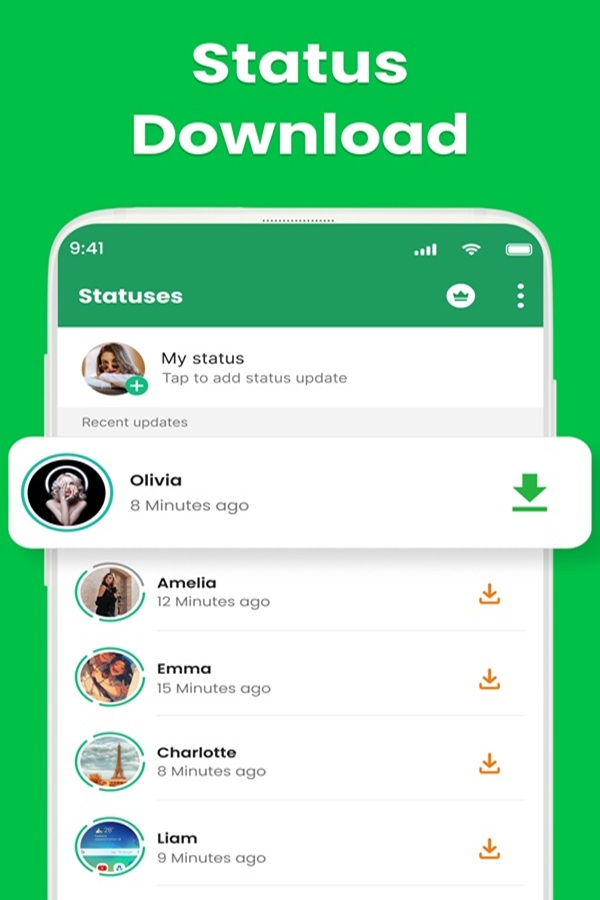 Status
Download
9:41
Statuses
My status
Tap to add status update
Recent updates
Olivia
8 Minutes ago
Amelia
12 Minutes ago
Emma
15 Minutes ago
Charlotte
8 Minutes ago
Liam
9 Minutes ago